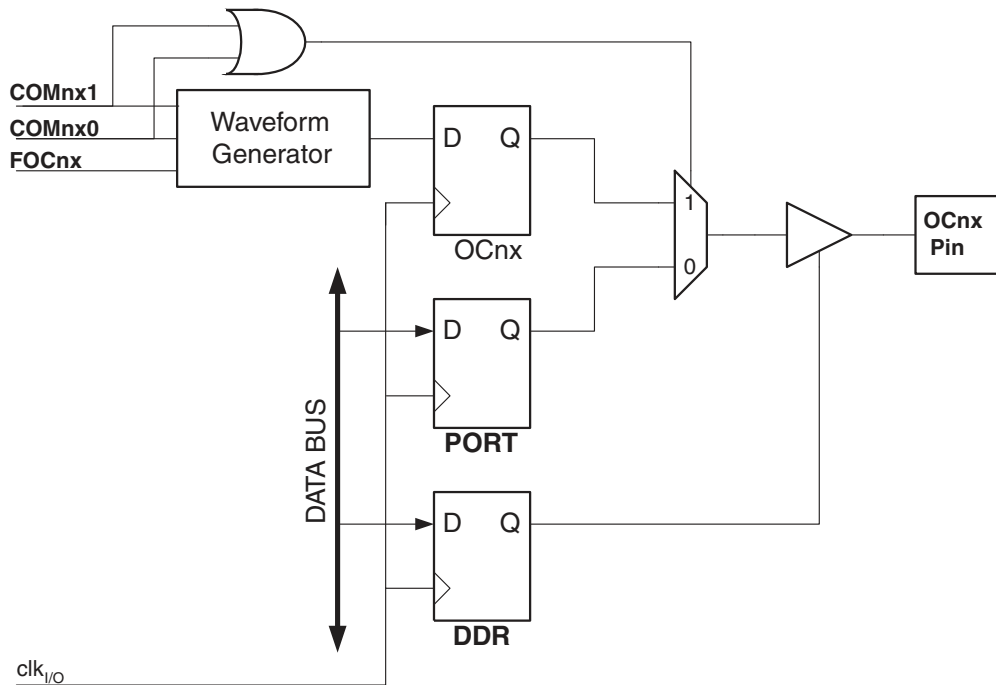 COMnx1
COMnx0
FOCnx
Waveform
Generator
D Q
OCnx
1
0
OCnx
Pin
D Q
PORT
DATA BUS
D Q
DDR
clkI/O